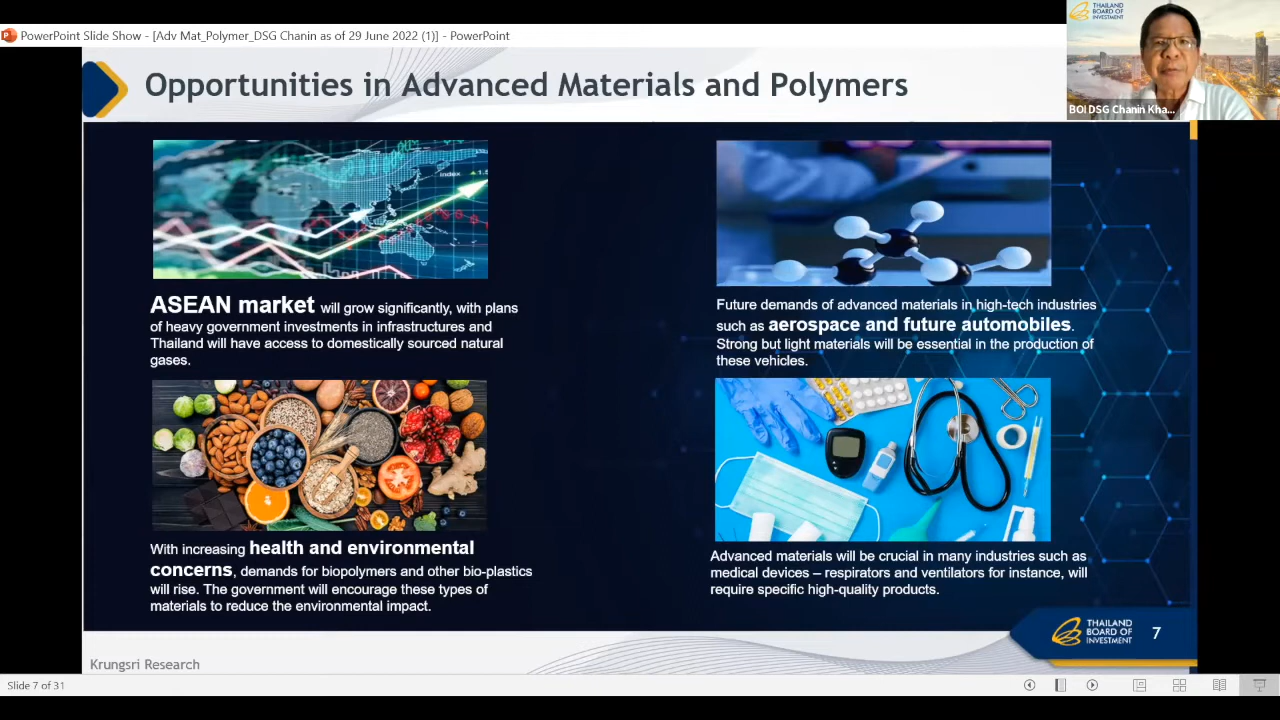 PowerPoint Slide Show - [Adv Mat_Polymer_DSG Chanin as of 29 June 2022 (1)] - PowerPoint
THAILAND
BOARD OF
INVESTMENT
BOI DSG Chanin Kha...
Opportunities in Advanced Materials and Polymers
Index
ASEAN market will grow significantly, with plans
of heavy government investments in infrastructures and
Thailand will have access to domestically sourced natural
gases.
Future demands of advanced materials in high-tech industries
such as aerospace and future automobiles.
Strong but light materials will be essential in the production of
these vehicles.
With increasing health and environmental
concerns, demands for biopolymers and other bio-plastics
will rise. The government will encourage these types of
materials to reduce the environmental impact.
Advanced materials will be crucial in many industries such as
medical devices – respirators and ventilators for instance, will
require specific high-quality products.
THAILAND
BOARD OF
INVESTMENT
7
Krungsri Research
Slide 7 of 31